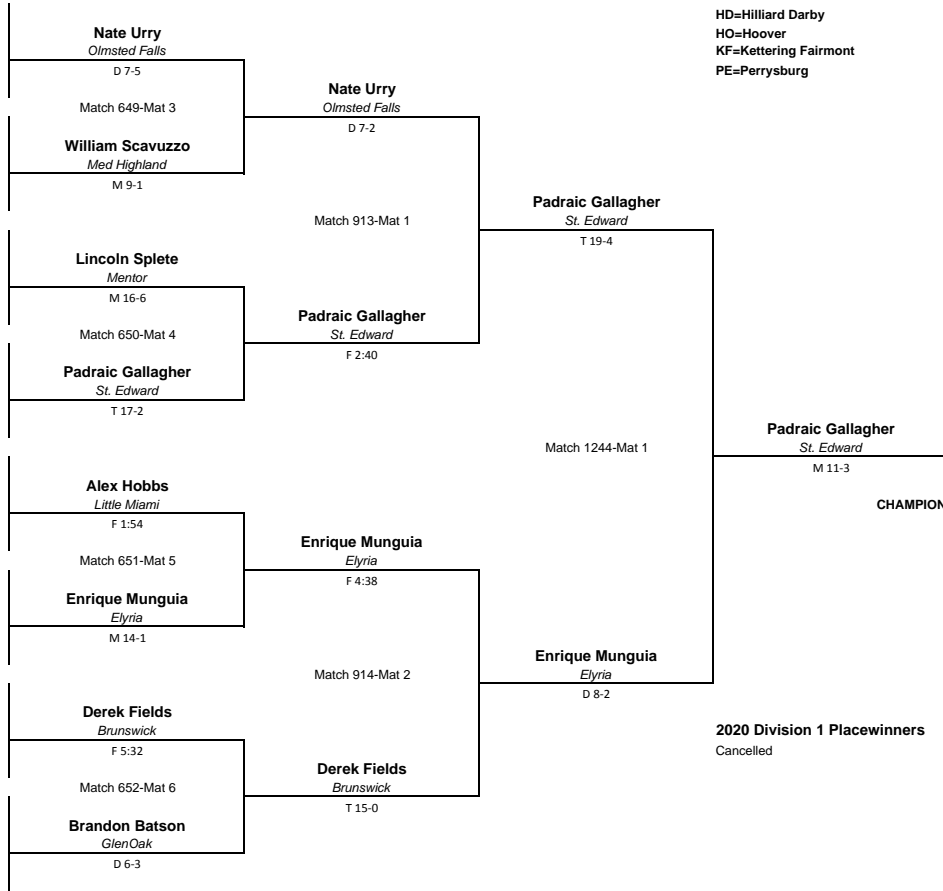 HD=Hilliard Darby
HO=Hoover
KF=Kettering Fairmont
PE=Perrysburg
Nate Urry
Olmsted Falls
D 7-5
Match 649-Mat 3
William Scavuzzo
Med Highland
M 9-1
Lincoln Splete
Mentor
M 16-6
Match 650-Mat 4
Padraic Gallagher
St. Edward
T 17-2
Alex Hobbs
Little Miami
F 1:54
Match 651-Mat 5
Enrique Munguia
Elyria
M 14-1
Derek Fields
Brunswick
F 5:32
Match 652-Mat 6
Brandon Batson
GlenOak
D 6-3
Nate Urry
Olmsted Falls
D 7-2
Match 913-Mat 1
Padraic Gallagher
St. Edward
F 2:40
Enrique Munguia
Elyria
F 4:38
Match 914-Mat 2
Derek Fields
Brunswick
T 15-0
Padraic Gallagher
St. Edward
T 19-4
Match 1244-Mat 1
Enrique Munguia
Elyria
D 8-2
Padraic Gallagher
St. Edward
M 11-3
CHAMPION
2020 Division 1 Placewinners
Cancelled